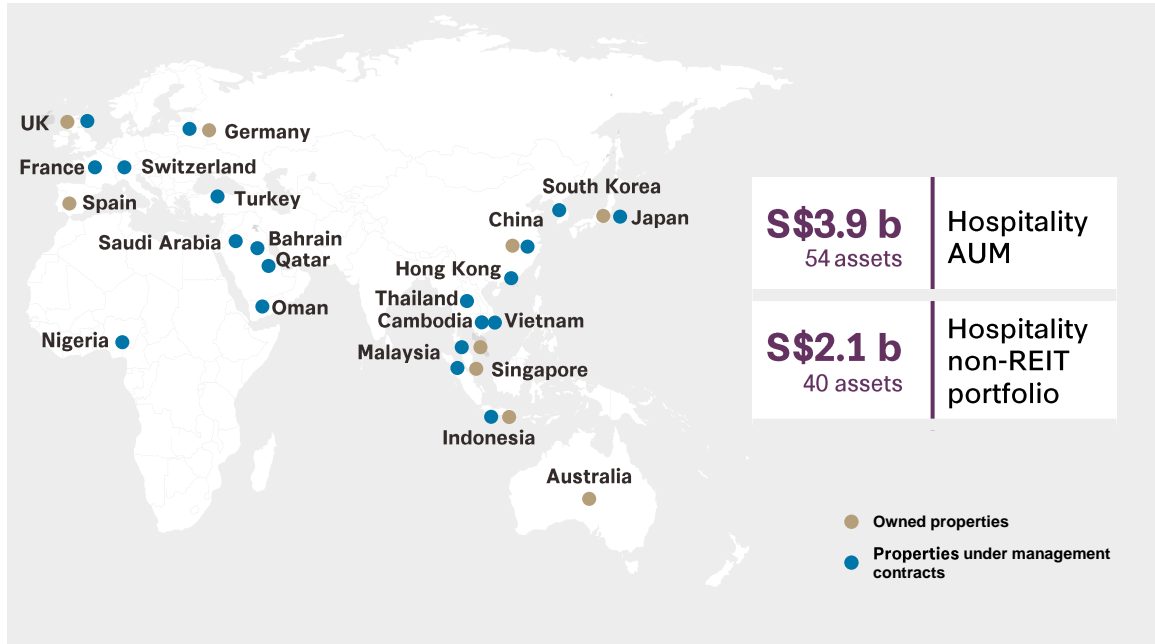 UK
Germany
France
Switzerland
Spain
Turkey
Saudi Arabia
Bahrain
Qatar
Oman
Nigeria
South Korea
China
Japan
Hong Kong
Thailand
Cambodia
Vietnam
Malaysia
Singapore
Indonesia
Australia
S$3.9 b
54 assets
Hospitality
AUM
S$2.1 b
40 assets
Hospitality
non-REIT
portfolio
Owned properties
Properties under management
contracts